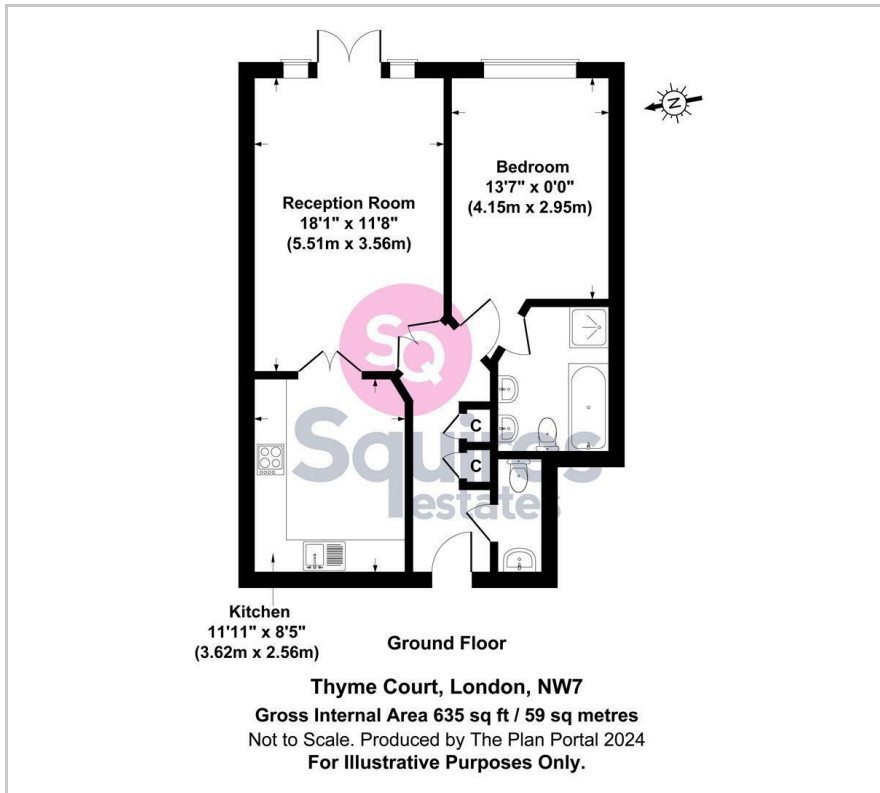 N
Bedroom
13'7" x 0'0"
(4.15m x 2.95m)
Reception Room
18'1" x 11'8"
(5.51m x 3.56m)
SQ
Squires
estates
C
C
Kitchen
11'11" x 8'5"
(3.62m x 2.56m)
Ground Floor
Thyme Court, London, NW7
Gross Internal Area 635 sq ft / 59 sq metres
Not to Scale. Produced by The Plan Portal 2024
For Illustrative Purposes Only.